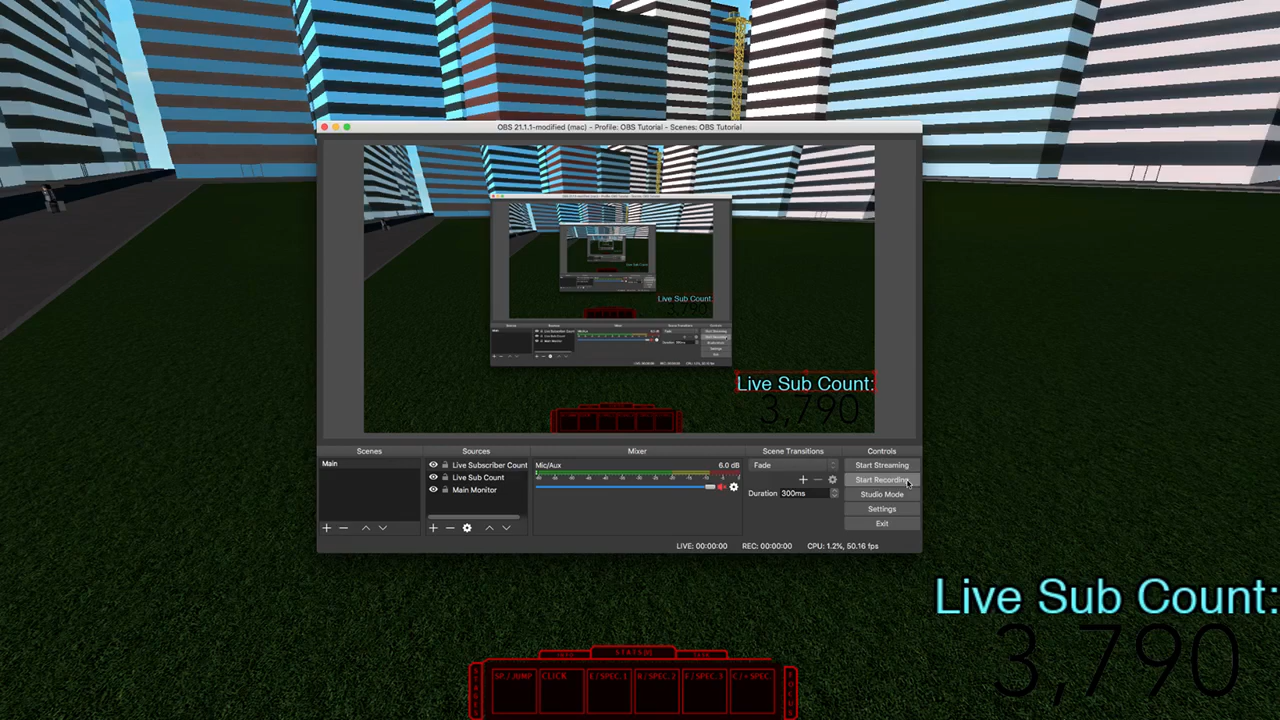 OBS 21.1.1-modified (mac) - Profile: OBS Tutorial - Scenes: OBS Tutorial
Live Sub Count:
Live Sub Count:
3,790
Scenes
Sources
Mixer
Scene Transitions
Controls
Main
Live Subscriber Count
Live Sub Count
Main Monitor
Mic/Aux
6.0 dB
Fade
Duration
300ms
Start Streaming
Start Recording
Studio Mode
Settings
Exit
LIVE: 00:00:00
REC: 00:00:00
CPU: 1.2%, 50.16 fps
Live Sub Count:
3,790
SP./JUMP
CLICK
E/SPEC.1
R/SPEC.2
F/SPEC.3
C/+SPEC.
FOCUS